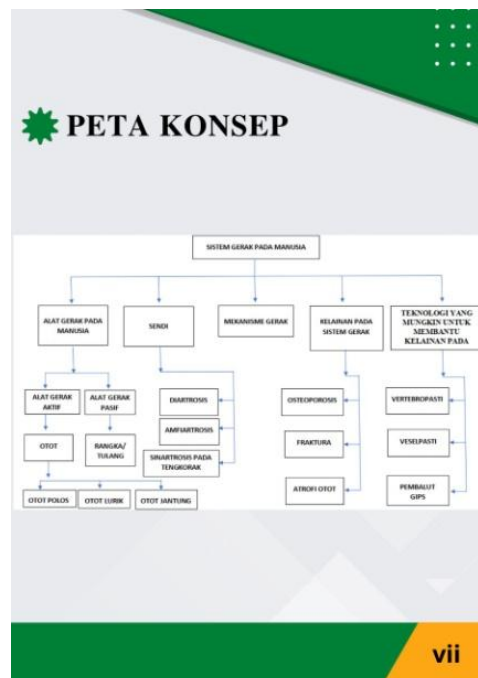 PETA KONSEP
SISTEM GERAK PADA MANUSIA
ALAT GERAK PADA
MANUSIA
SENDI
MEKANISME GERAK
KELAINAN PADA
SISTEM GERAK
TEKNOLOGI YANG
MUNGKIN UNTUK
MEMBANTU
KELAINAN PADA
ALAT GERAK
AKTIF
ALAT GERAK
PASIF
OTOT
RANGKA/
TULANG
OTOT POLOS
OTOT LURIK
OTOT JANTUNG
DIARTROSIS
AMFIARTROSIS
SINARTROSIS PADA
TENGKORAK
OSTEOPOROSIS
FRAKTURA
ATROFI OTOT
VERTEBROPASTI
VESELPASTI
PEMBALUT
GIPS
vii